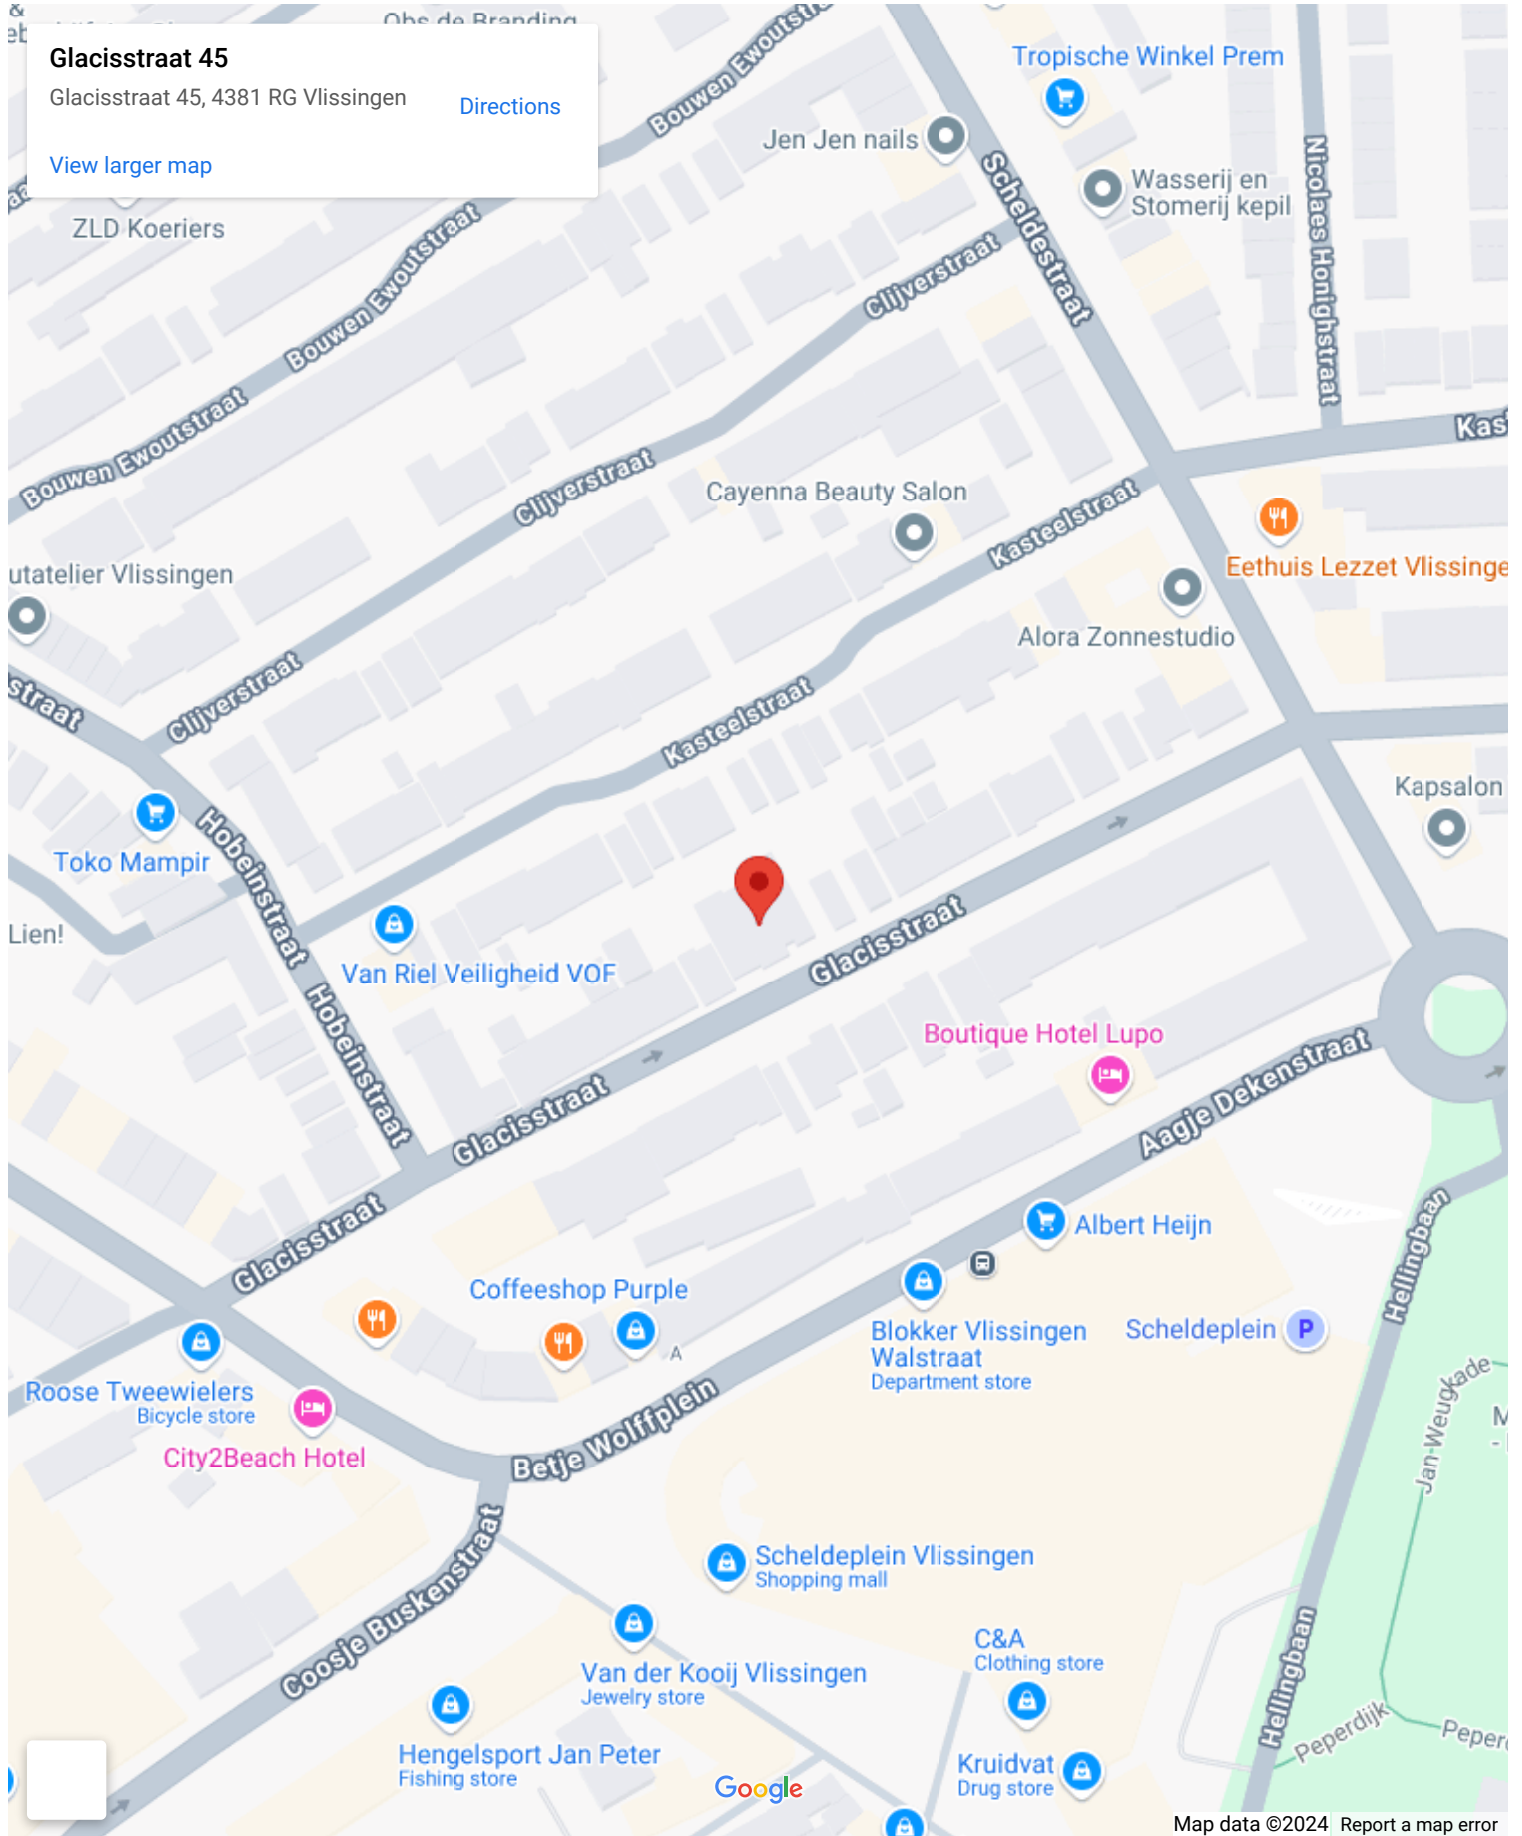 Obs de Branding
Glacisstraat 45
Glacisstraat 45, 4381 RG Vlissingen
Directions
View larger map
Bouwen Ewoutstraat
Tropische Winkel Prem
Jen Jen nails
Scheldestraat
Wasserij en
Stomerij kepil
Nicolaes Honighstraat
ZLD Koeriers
Bouwen Ewoutstraat
Clijverstraat
Bouwen Ewoutstraat
Kas
Clijverstraat
Cayenna Beauty Salon
Kasteelstraat
Eethuis Lezzet Vlissinge
utatelier Vlissingen
Alora Zonnestudio
straat
Clijverstraat
Kasteelstraat
Kapsalon
Toko Mampir
Hobeinstraat
Lien!
Van Riel Veiligheid VOF
Glacisstraat
Hobeinstraat
Boutique Hotel Lupo
Aagje Dekenstraat
Glacisstraat
Glacisstraat
Albert Heijn
Hellingbaan
Coffeeshop Purple
A
Blokker Vlissingen
Walstraat
Department store
Scheldeplein
P
Roose Tweewielers
Bicycle store
City2Beach Hotel
Betje Wolffplein
Jan-Weugkade
M
-
Coosje Buskenstraat
Scheldeplein Vlissingen
Shopping mall
Van der Kooij Vlissingen
Jewelry store
C&A
Clothing store
Hellingbaan
Hengelsport Jan Peter
Fishing store
Kruidvat
Drug store
Peperdijk
Peper
Google
Map data ©2024
Report a map error